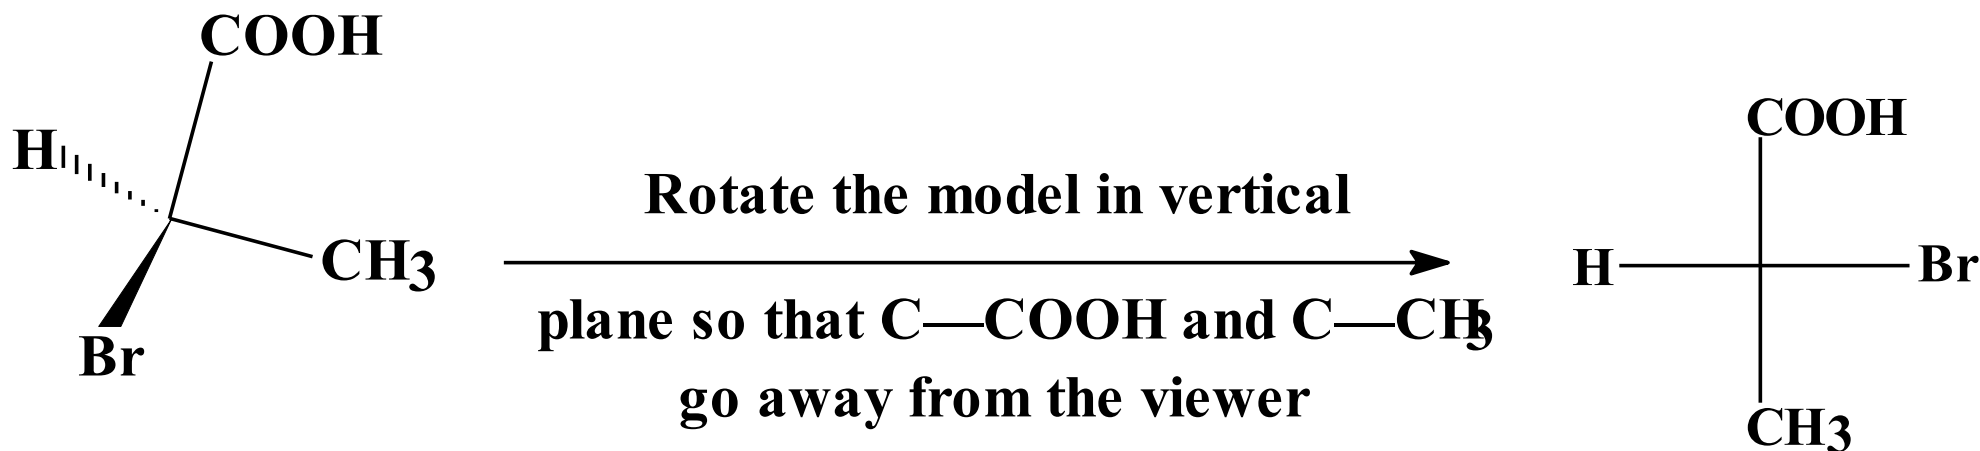 COOH
H
CH3
Br
Rotate the model in vertical
plane so that C—COOH and C—CH3
go away from the viewer
COOH
H
Br
CH3